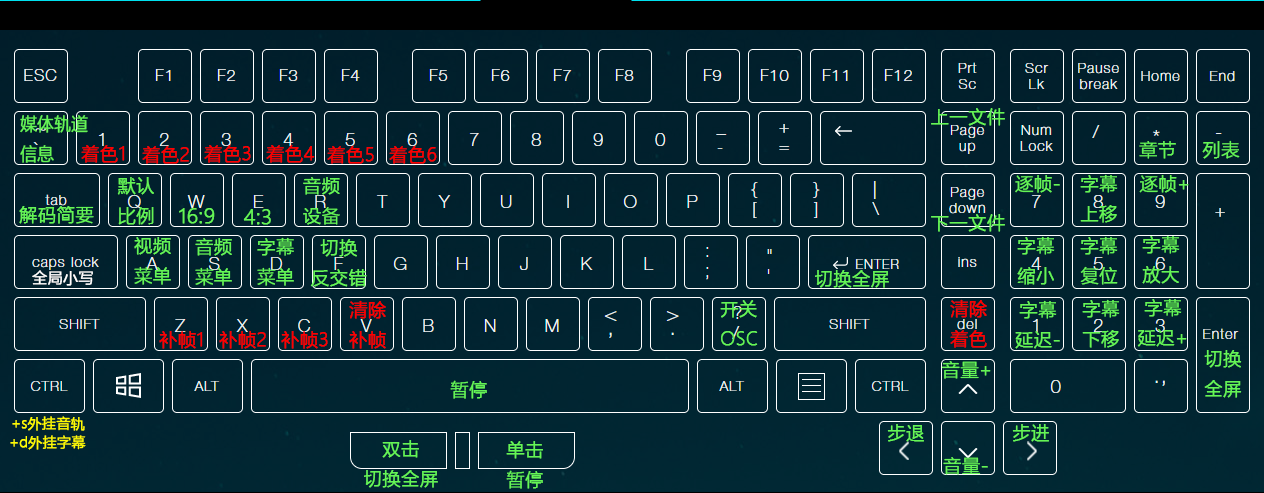 ESC F1 F2 F3 F4 F5 F6 F7 F8 F9 F10 F11 F12 Prt Sc Scr Lk Pause break Home End
媒体轨道 信息 ` 1 着色1 2 着色2 3 着色3 4 着色4 5 着色5 6 着色6 7 8 9 0 _ - + = ← 上一文件 Page up Num Lock / * 章节 - 列表
tab 解码简要 默认 Q 比例 W 16:9 E 4:3 音频 R 设备 T Y U I O P { [ } ] | \ Page down 下一文件 逐帧- 7 字幕 8 上移 逐帧+ 9 +
caps lock 全局小写 视频 A 菜单 音频 S 菜单 字幕 D 菜单 切换 F 反交错 G H J K L : ; " ' ENTER 切换全屏 ins 字幕 4 缩小 字幕 5 复位 字幕 6 放大
SHIFT Z 补帧1 X 补帧2 C 补帧3 清除 V 补帧 B N M < , > . 开关 ? / OSC SHIFT 清除 del 着色 字幕 1 延迟- 字幕 2 下移 字幕 3 延迟+ Enter 切换 全屏
CTRL ALT 暂停 ALT CTRL 音量+ 0 .,
+s外挂音轨
+d外挂字幕
双击 单击 步退 音量- 步进
切换全屏 暂停